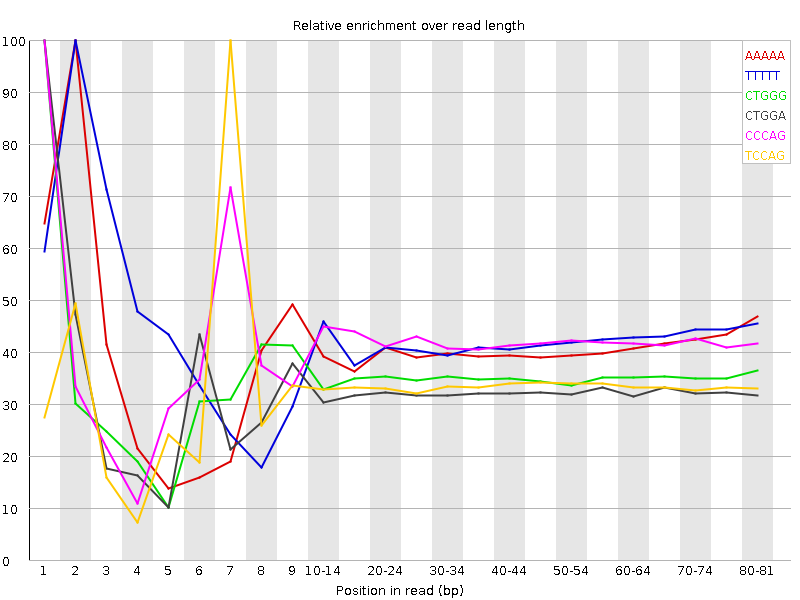 Relative enrichment over read length
100
90
80
70
60
50
40
30
20
10
0
AAAAA
TTTTT
CTGGG
CTGGA
CCCAG
TCCAG
1 2 3 4 5 6 7 8 9 10-14 20-24 30-34 40-44 50-54 60-64 70-74 80-81
Position in read (bp)